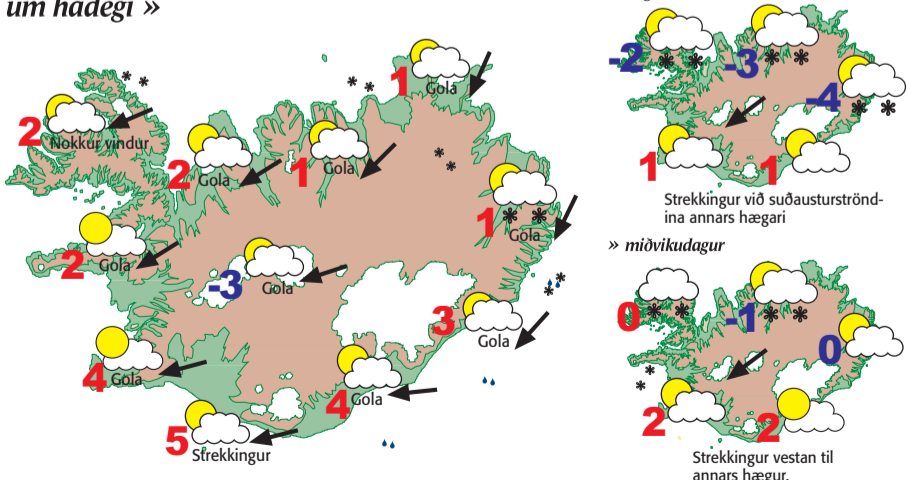 um hádegi »
1
Gola
2
Nokkur vindur
2
Gola
1
Gola
1
Gola
2
Gola
-3
Gola
3
Gola
4
Gola
4
Gola
5
Strekkingur
-2
-3
-4
1
1
Strekkingur við suðausturströnd-
ina annars hægari
» miðvikudagur
0
-1
0
2
2
Strekkingur vestan til
annars hægur.